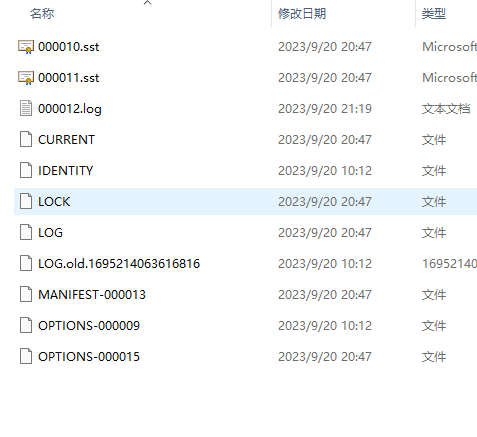 名称 修改日期 类型
000010.sst 2023/9/20 20:47 Microsoft
000011.sst 2023/9/20 20:47 Microsoft
000012.log 2023/9/20 21:19 文本文档
CURRENT 2023/9/20 20:47 文件
IDENTITY 2023/9/20 10:12 文件
LOCK 2023/9/20 20:47 文件
LOG 2023/9/20 20:47 文件
LOG.old.1695214063616816 2023/9/20 10:12 16952140
MANIFEST-000013 2023/9/20 20:47 文件
OPTIONS-000009 2023/9/20 10:12 文件
OPTIONS-000015 2023/9/20 20:47 文件